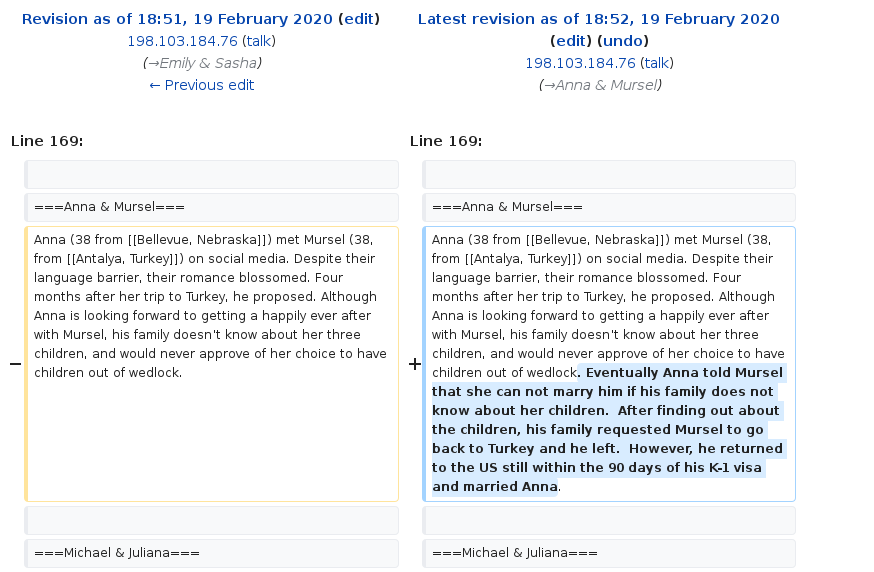 Revision as of 18:51, 19 February 2020 (edit)
198.103.184.76 (talk)
(→Emily & Sasha)
← Previous edit
Latest revision as of 18:52, 19 February 2020
(edit) (undo)
198.103.184.76 (talk)
(→Anna & Mursel)
Line 169:
===Anna & Mursel===
−
Anna (38 from [[Bellevue, Nebraska]]) met Mursel (38,
from [[Antalya, Turkey]]) on social media. Despite their
language barrier, their romance blossomed. Four
months after her trip to Turkey, he proposed. Although
Anna is looking forward to getting a happily ever after
with Mursel, his family doesn't know about her three
children, and would never approve of her choice to have
children out of wedlock.
===Michael & Juliana===
Line 169:
===Anna & Mursel===
+
Anna (38 from [[Bellevue, Nebraska]]) met Mursel (38,
from [[Antalya, Turkey]]) on social media. Despite their
language barrier, their romance blossomed. Four
months after her trip to Turkey, he proposed. Although
Anna is looking forward to getting a happily ever after
with Mursel, his family doesn't know about her three
children, and would never approve of her choice to have
children out of wedlock. Eventually Anna told Mursel
that she can not marry him if his family does not
know about her children.  After finding out about
the children, his family requested Mursel to go
back to Turkey and he left.  However, he returned
to the US still within the 90 days of his K-1 visa
and married Anna.
===Michael & Juliana===